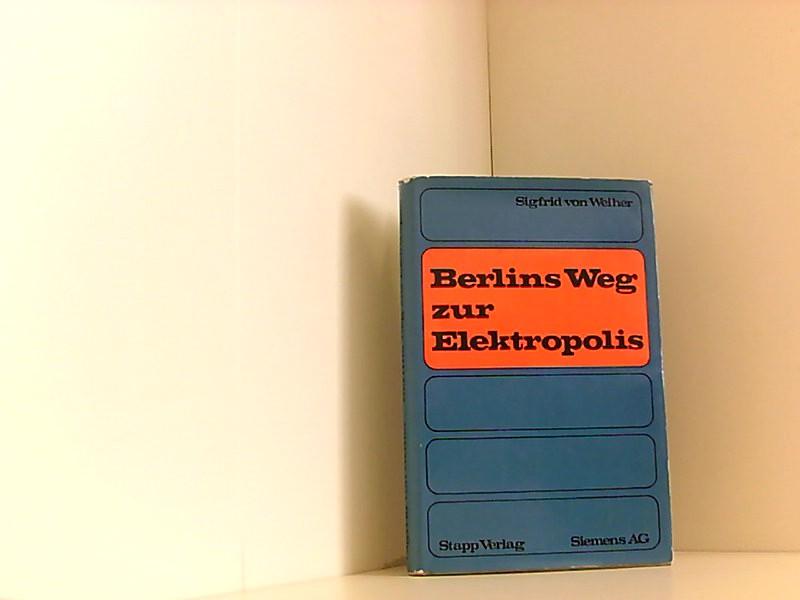 Sigfrid von Weiher
Berlins Weg
zur
Elektropolis
Stapp Verlag
Siemens AG